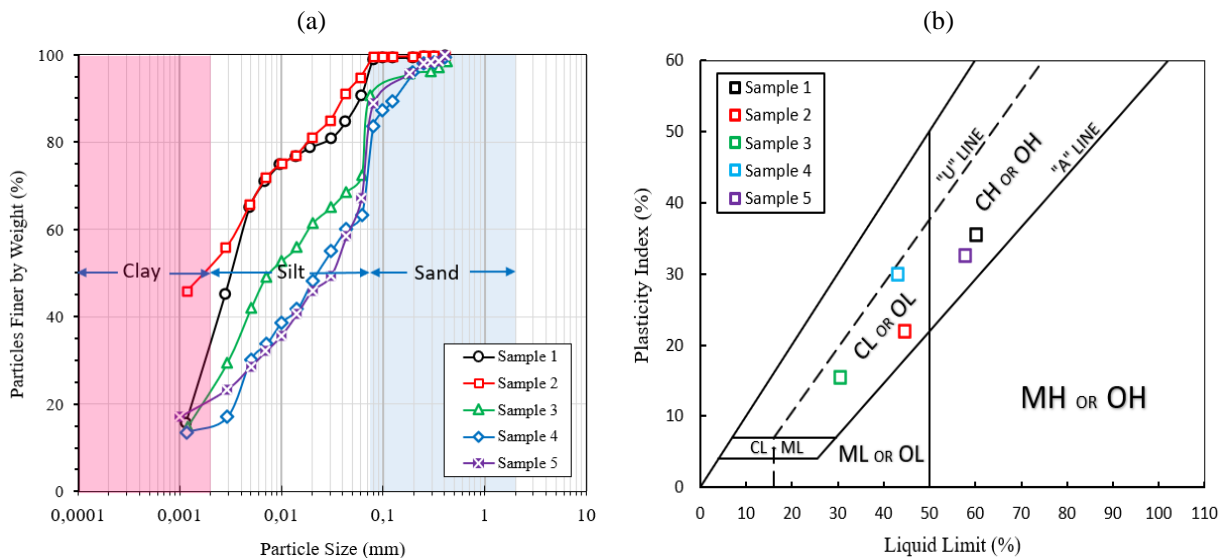 (a)
Particles Finer by Weight (%)
100
80
60
40
20
0
Clay
Silt
Sand
Sample 1
Sample 2
Sample 3
Sample 4
Sample 5
0,0001
0,001
0,01
0,1
1
10
Particle Size (mm)
(b)
Plasticity Index (%)
60
50
40
30
20
10
0
Sample 1
Sample 2
Sample 3
Sample 4
Sample 5
"U" LINE
"A" LINE
CH OR OH
CL OR OL
MH OR OH
CL
ML
ML OR OL
0
10
20
30
40
50
60
70
80
90
100
110
Liquid Limit (%)